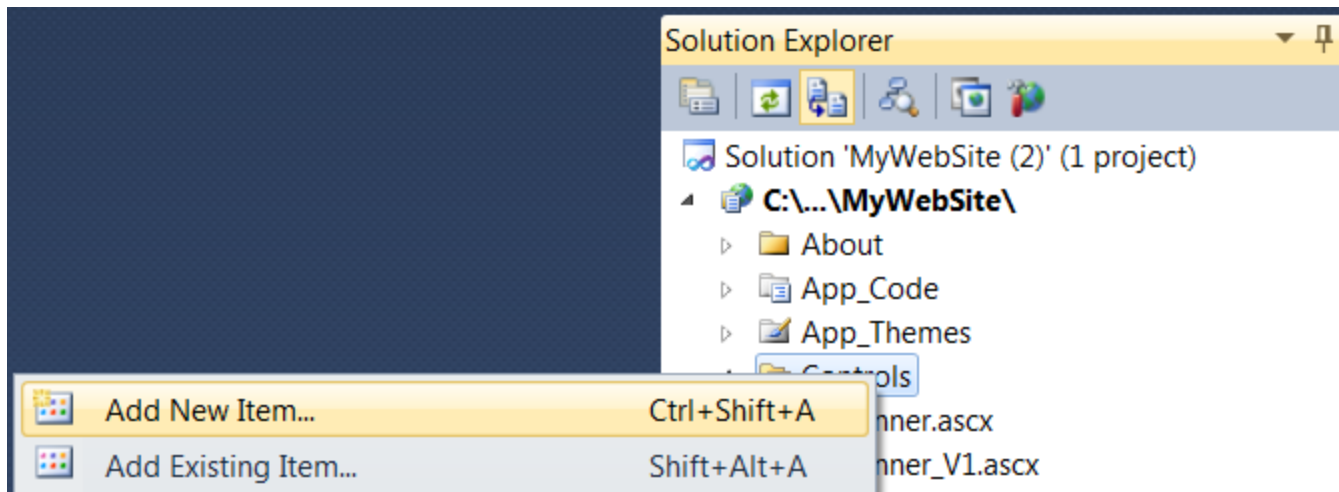 Solution Explorer
Solution 'MyWebSite (2)' (1 project)
C:\...\MyWebSite\
About
App_Code
App_Themes
Controls
Add New Item... Ctrl+Shift+A
nner.ascx
Add Existing Item... Shift+Alt+A
nner_V1.ascx